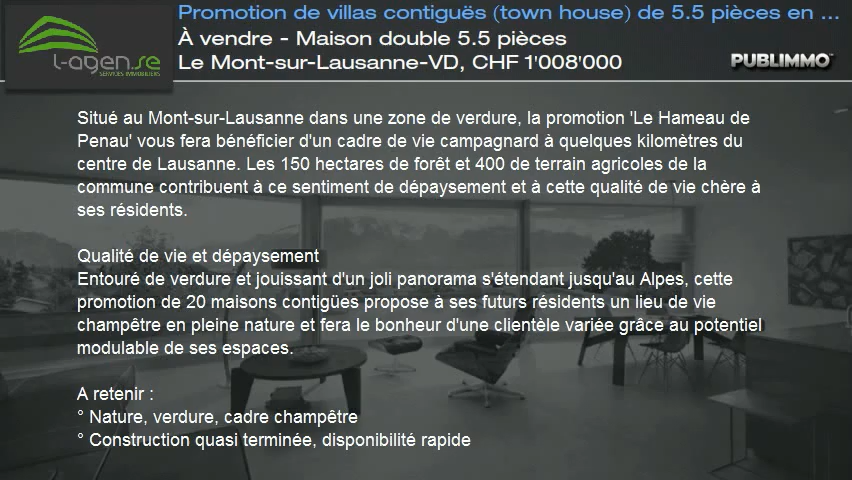 Promotion de villas contiguës (town house) de 5.5 pièces en ...
À vendre - Maison double 5.5 pièces
Le Mont-sur-Lausanne-VD, CHF 1'008'000
l-agen.se
SERVICES IMMOBILIERS
PUBLIMMO
Situé au Mont-sur-Lausanne dans une zone de verdure, la promotion 'Le Hameau de
Penau' vous fera bénéficier d'un cadre de vie campagnard à quelques kilomètres du
centre de Lausanne. Les 150 hectares de forêt et 400 de terrain agricoles de la
commune contribuent à ce sentiment de dépaysement et à cette qualité de vie chère à
ses résidents.
Qualité de vie et dépaysement
Entouré de verdure et jouissant d'un joli panorama s'étendant jusqu'au Alpes, cette
promotion de 20 maisons contigües propose à ses futurs résidents un lieu de vie
champêtre en pleine nature et fera le bonheur d'une clientèle variée grâce au potentiel
modulable de ses espaces.
A retenir :
° Nature, verdure, cadre champêtre
° Construction quasi terminée, disponibilité rapide